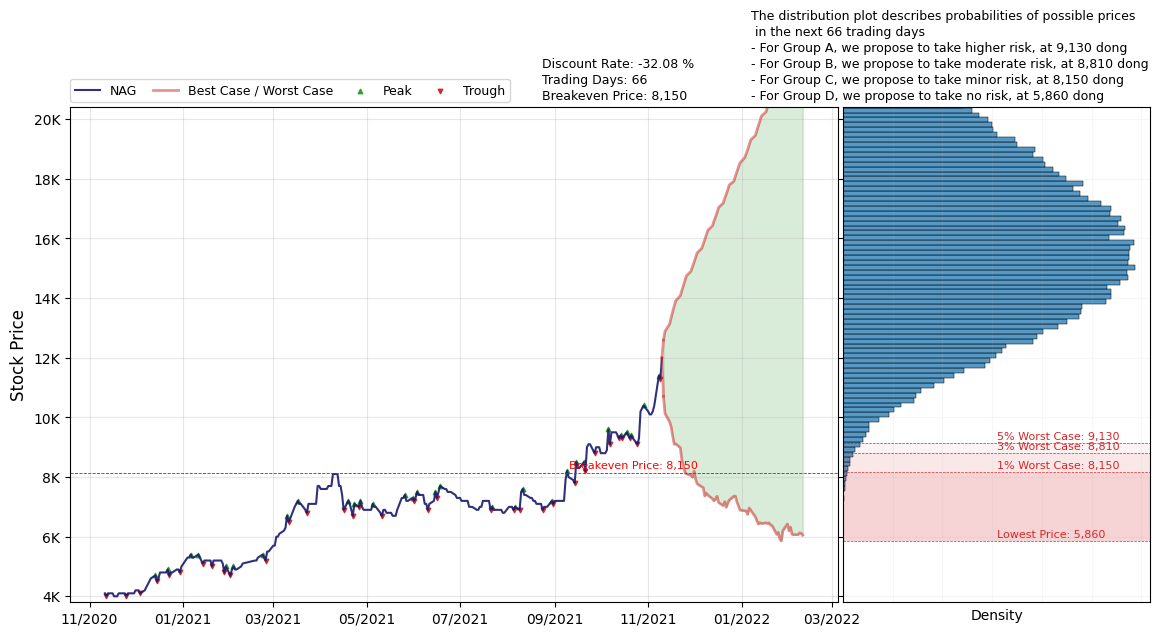 The distribution plot describes probabilities of possible prices
in the next 66 trading days
- For Group A, we propose to take higher risk, at 9,130 dong
- For Group B, we propose to take moderate risk, at 8,810 dong
- For Group C, we propose to take minor risk, at 8,150 dong
- For Group D, we propose to take no risk, at 5,860 dong
Discount Rate: -32.08 %
Trading Days: 66
Breakeven Price: 8,150
NAG Best Case / Worst Case Peak Trough
Stock Price
20K
18K
16K
14K
12K
10K
8K
6K
4K
Breakeven Price: 8,150
5% Worst Case: 9,130
3% Worst Case: 8,810
1% Worst Case: 8,150
Lowest Price: 5,860
11/2020 01/2021 03/2021 05/2021 07/2021 09/2021 11/2021 01/2022 03/2022
Density